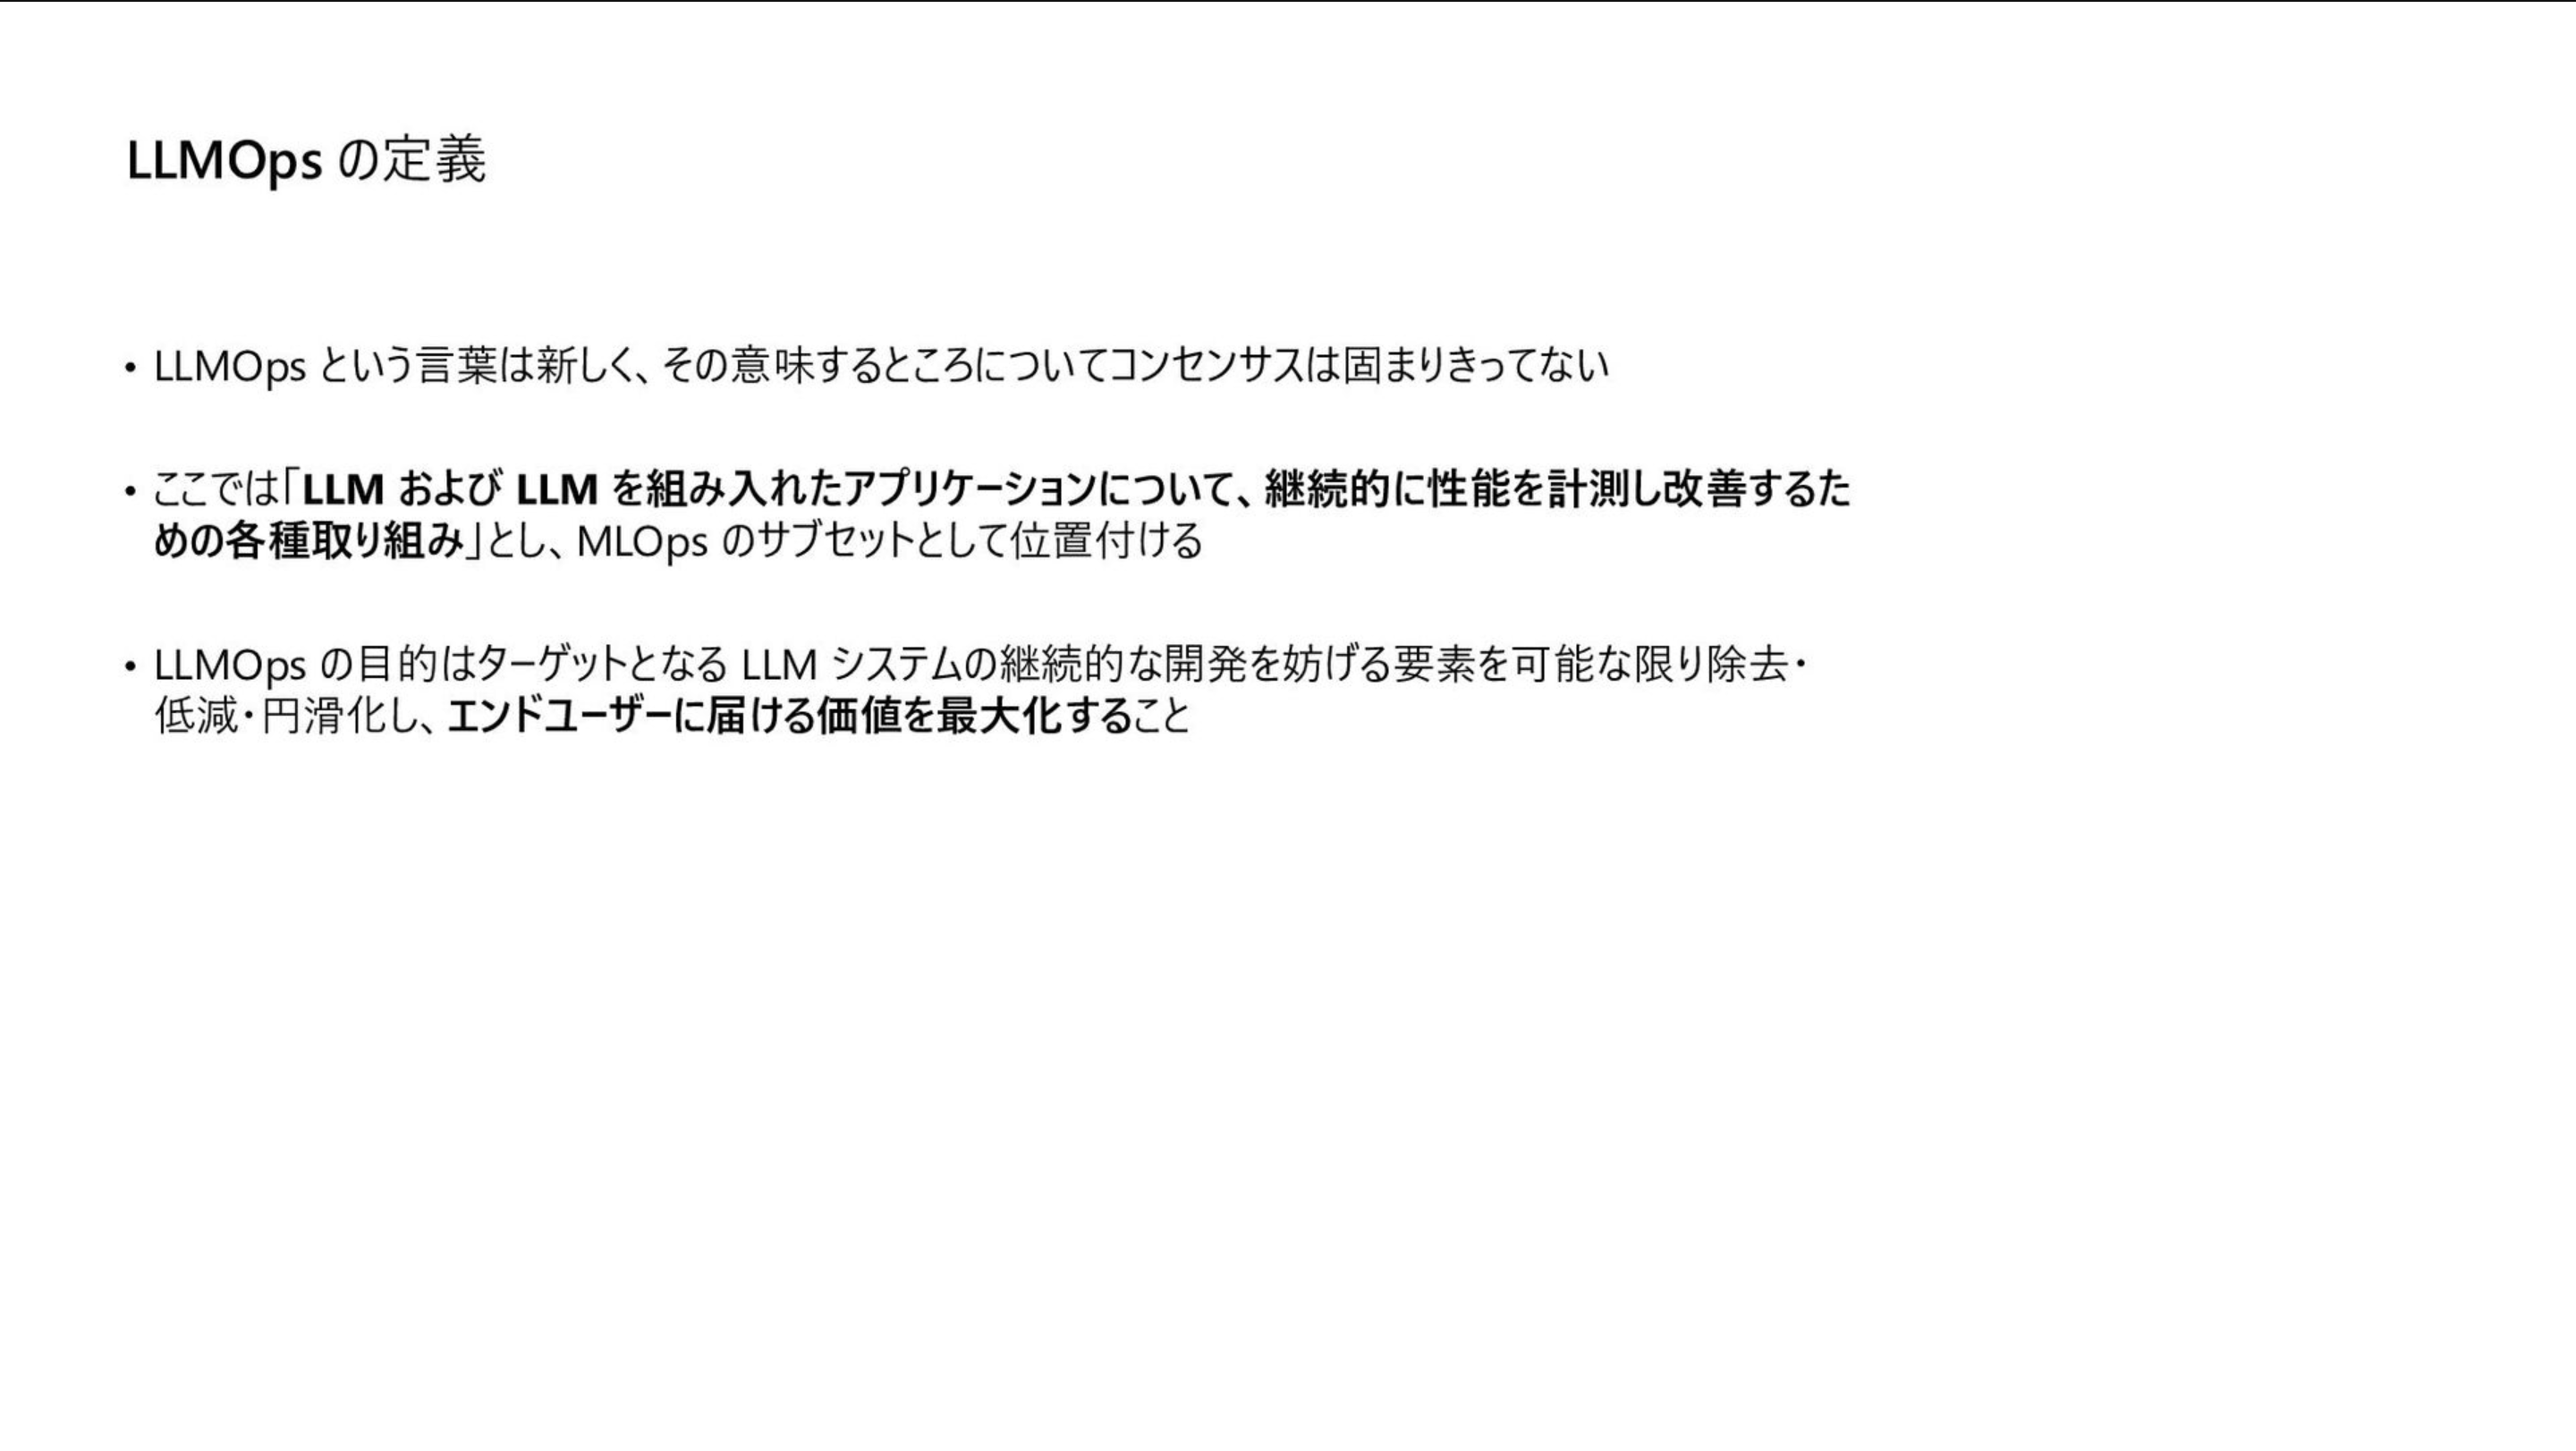 LLMOps の定義
• LLMOps という言葉は新しく、その意味するところについてコンセンサスは固まりきってない
• ここでは「LLM および LLM を組み入れたアプリケーションについて、継続的に性能を計測し改善するた
めの各種取り組み」とし、MLOps のサブセットとして位置付ける
• LLMOps の目的はターゲットとなる LLM システムの継続的な開発を妨げる要素を可能な限り除去・
低減・円滑化し、エンドユーザーに届ける価値を最大化すること